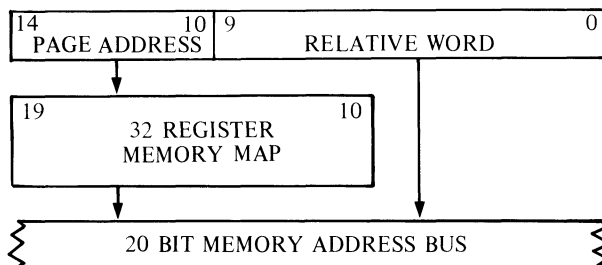 14 10 9 0
PAGE ADDRESS RELATIVE WORD
19 10
32 REGISTER
MEMORY MAP
20 BIT MEMORY ADDRESS BUS